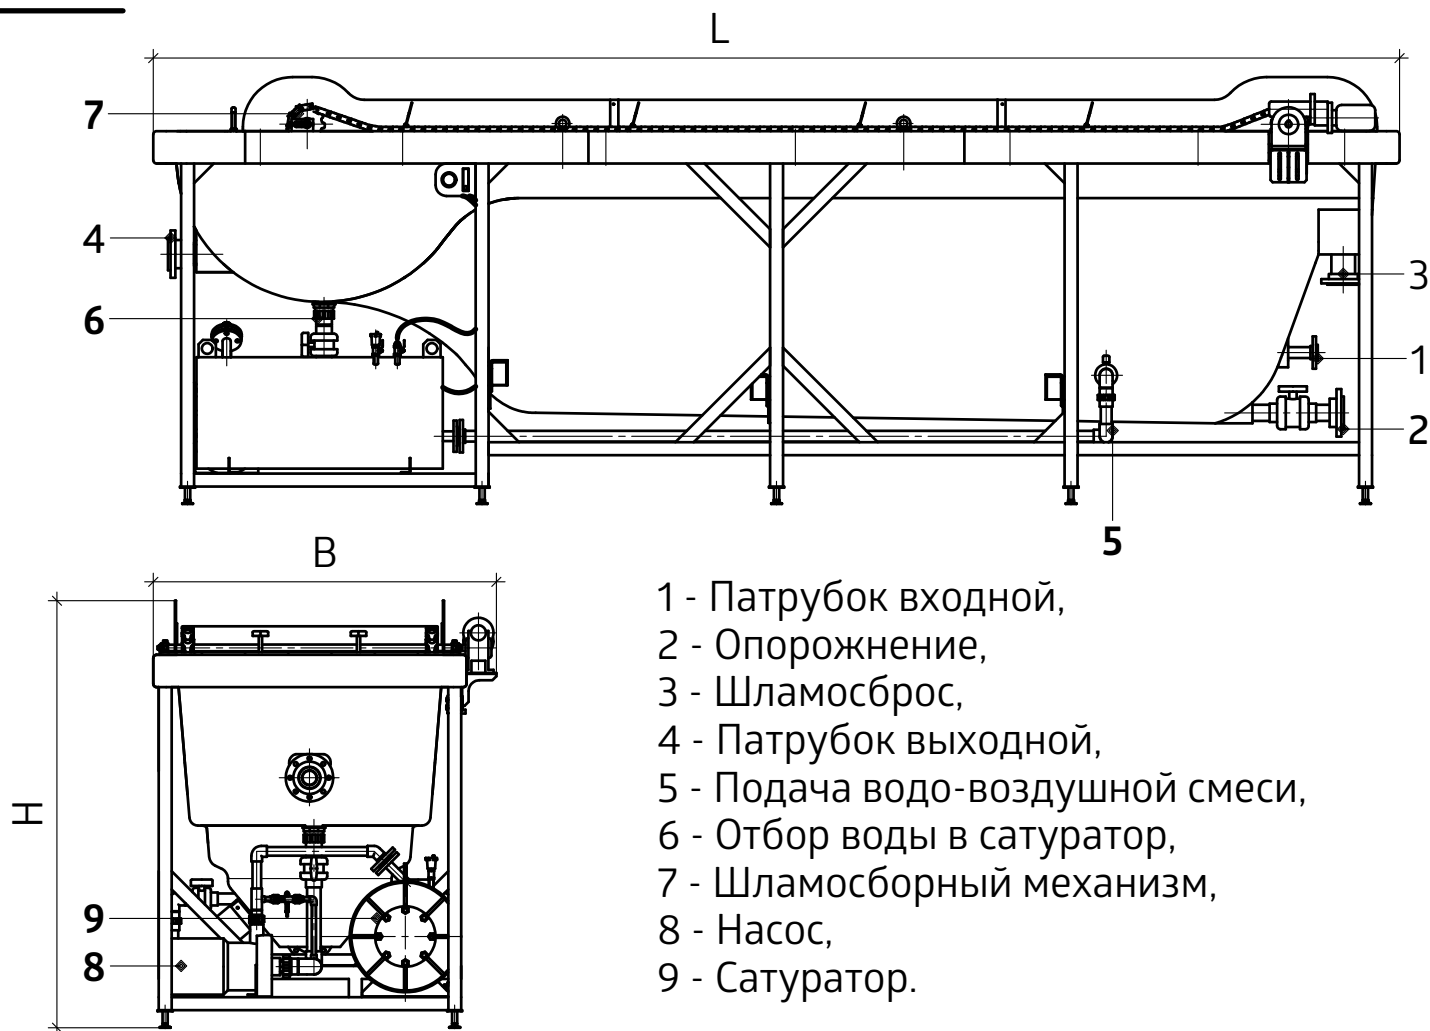 L
7
4
6
3
1
2
5
B
H
9
8
1 - Патрубок входной,
2 - Опорожнение,
3 - Шламосброс,
4 - Патрубок выходной,
5 - Подача водо-воздушной смеси,
6 - Отбор воды в сатуратор,
7 - Шламосборный механизм,
8 - Насос,
9 - Сатуратор.